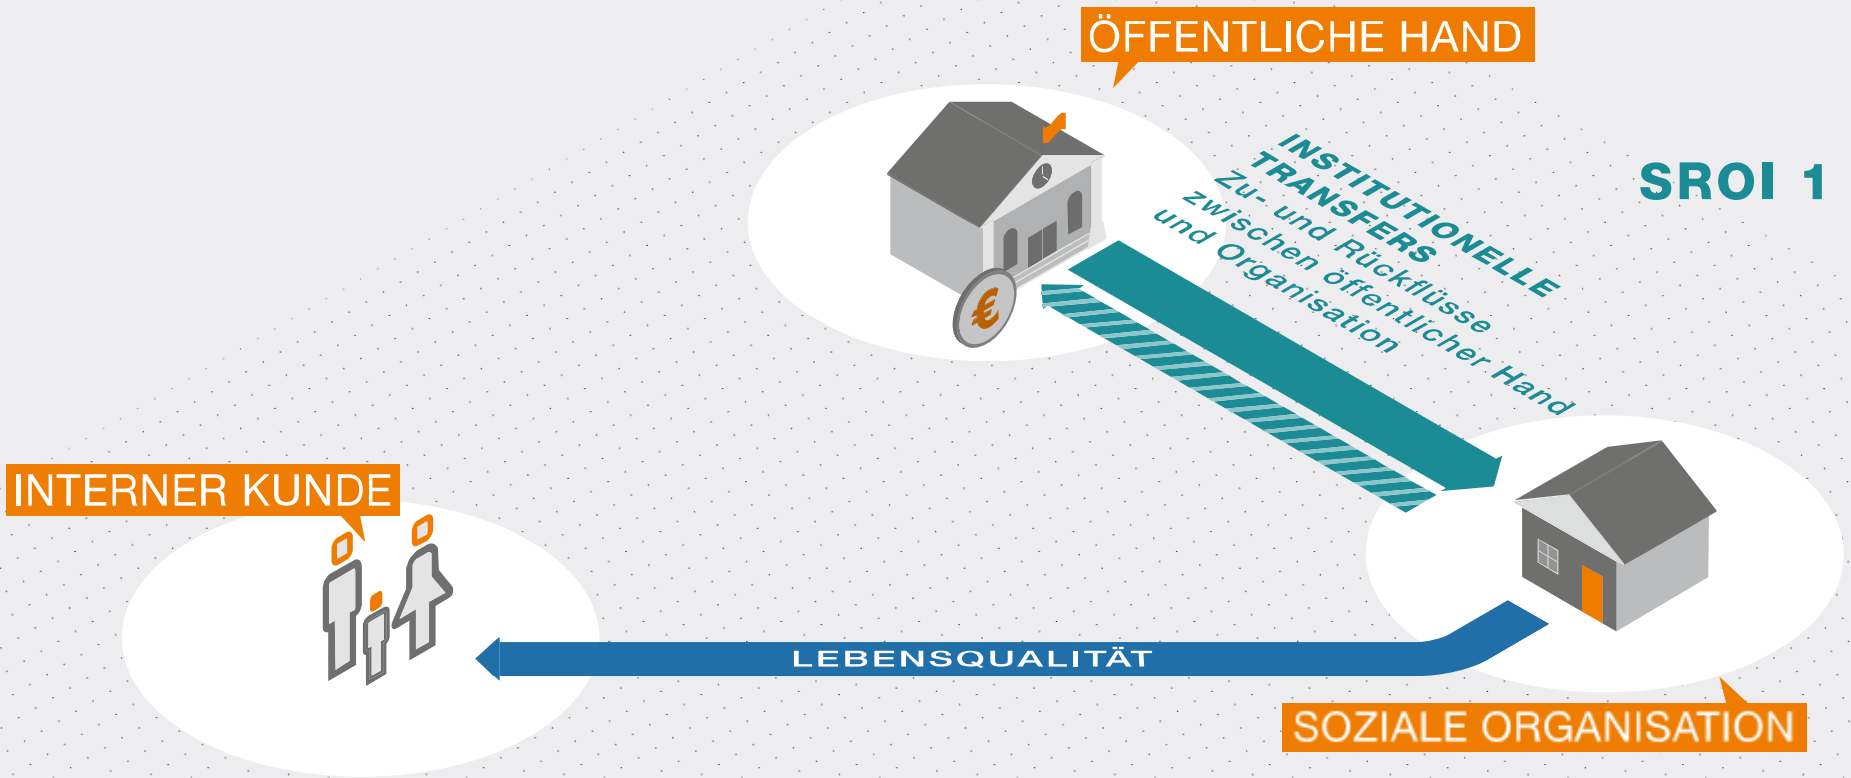 ÖFFENTLICHE HAND
SROI 1
INSTITUTIONELLE
TRANSFERS
Zu- und Rückflüsse
zwischen öffentlicher Hand
und Organisation
€
INTERNER KUNDE
LEBENSQUALITÄT
SOZIALE ORGANISATION